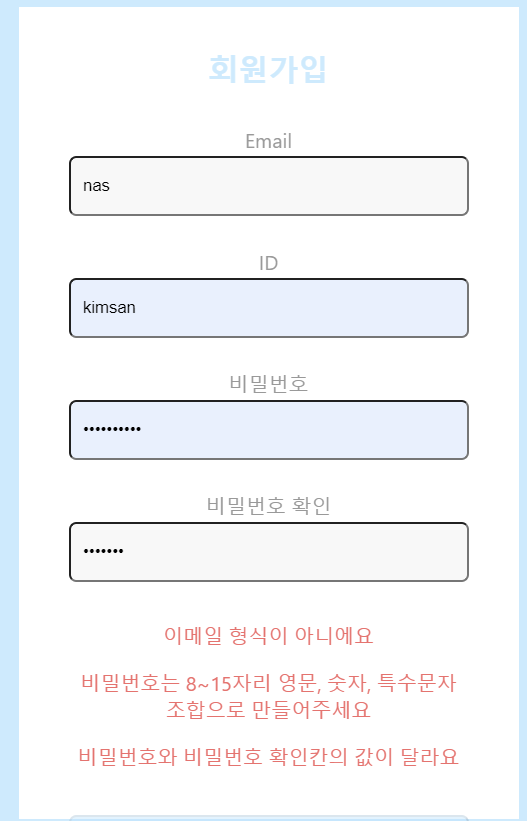 회원가입
Email
nas
ID
kimsan
비밀번호
••••••••••
비밀번호 확인
•••••••
이메일 형식이 아니에요
비밀번호는 8~15자리 영문, 숫자, 특수문자
조합으로 만들어주세요
비밀번호와 비밀번호 확인칸의 값이 달라요